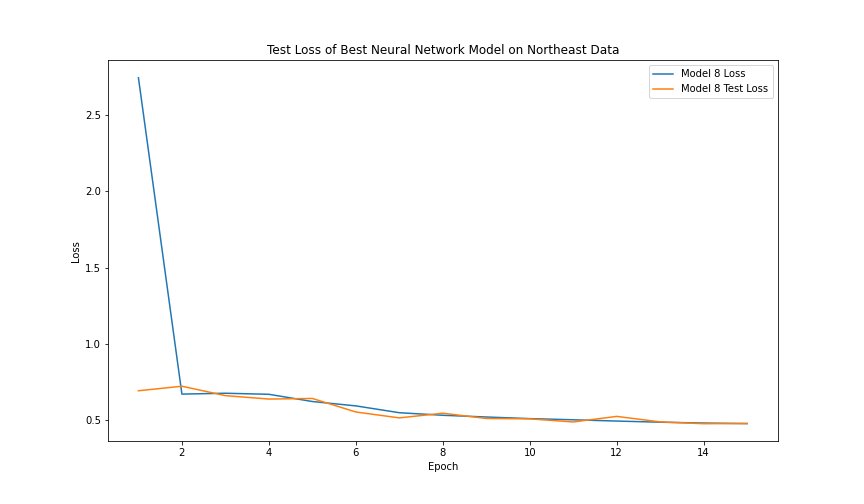 Test Loss of Best Neural Network Model on Northeast Data
Model 8 Loss
Model 8 Test Loss
2.5
2.0
1.5
1.0
0.5
Loss
2 4 6 8 10 12 14
Epoch